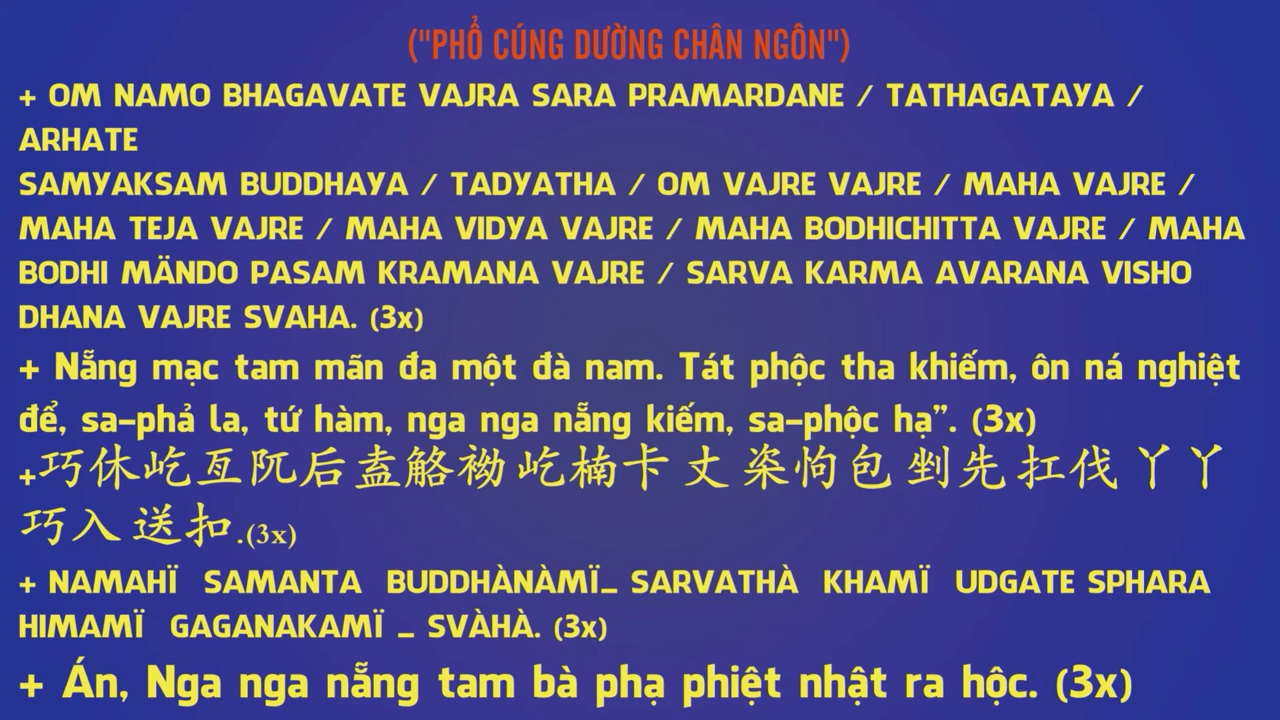 ("PHỔ CÚNG DƯỜNG CHÂN NGÔN")
+ OM NAMO BHAGAVATE VAJRA SARA PRAMARDANE / TATHAGATAYA /
ARHATE
SAMYAKSAM BUDDHAYA / TADYATHA / OM VAJRE VAJRE / MAHA VAJRE /
MAHA TEJA VAJRE / MAHA VIDYA VAJRE / MAHA BODHICHITTA VAJRE / MAHA
BODHI MÄNDO PASAM KRAMANA VAJRE / SARVA KARMA AVARANA VISHO
DHANA VAJRE SVAHA. (3x)
+ Nẵng mạc tam mãn đa một đà nam. Tát phộc tha khiếm, ôn ná nghiệt
để, sa-phả la, tứ hàm, nga nga nẵng kiếm, sa-phộc hạ”. (3x)
+巧休屹亙阢后盍觡袎 屹楠卡 丈 栥怐包 剉先 扛伐 丫丫
巧入 送扣.(3x)
+ NAMAHÏ SAMANTA BUDDHÀNÀMÏ_ SARVATHÀ KHAMÏ UDGATE SPHARA
HIMAMÏ GAGANAKAMÏ _ SVÀHÀ. (3x)
+ Án, Nga nga nẵng tam bà phạ phiệt nhật ra hộc. (3x)